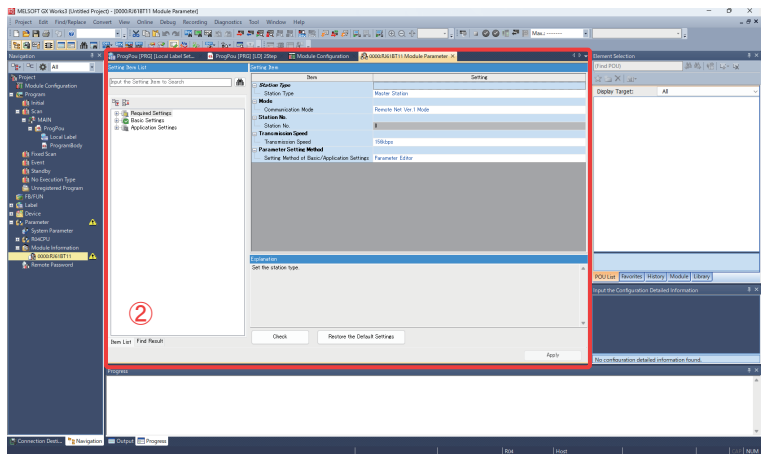 MELSOFT GX Works3 (Untitled Project) - [0000:RJ61BT11 Module Parameter]
Project Edit Find/Replace Convert View Online Debug Recording Diagnostics Tool Window Help
Navigation
All
Project
Module Configuration
Program
Initial
Scan
MAIN
ProgPou
Local Label
ProgramBody
Fixed Scan
Event
Standby
No Execution Type
Unregistered Program
FB/FUN
Label
Device
Parameter
System Parameter
R04CPU
Module Information
0000:RJ61BT11
Remote Password
Connection Desti...
Navigation
ProgPou [PRG] [Local Label Set...
ProgPou [PRG] [LD] 1Step
Module Configuration
0000:RJ61BT11 Module Parameter
Setting Item List
Input the Setting Item to Search
Required Settings
Basic Settings
Application Settings
②
Item List
Find Result
Setting Item
Item Setting
Station Type
Station Type Master Station
Mode
Communication Mode Remote Net Ver.1 Mode
Station No.
Station No. 0
Transmission Speed
Transmission Speed 156kbps
Parameter Setting Method
Setting Method of Basic/Application Settings Parameter Editor
Explanation
Set the station type.
Check
Restore the Default Settings
Apply
Element Selection
(Find POU)
Display Target: All
POU List Favorites History Module Library
Input the Configuration Detailed Information
No configuration detailed information found.
Progress
Output
Progress
R04
Host
CAP
NUM